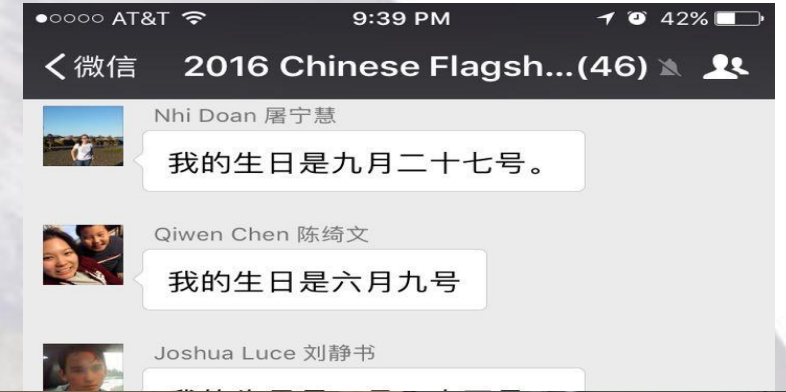 ●○○○○ AT&T 9:39 PM 42%
微信 2016 Chinese Flagsh...(46)
Nhi Doan 屠宁慧
我的生日是九月二十七号。
Qiwen Chen 陈绮文
我的生日是六月九号
Joshua Luce 刘静书